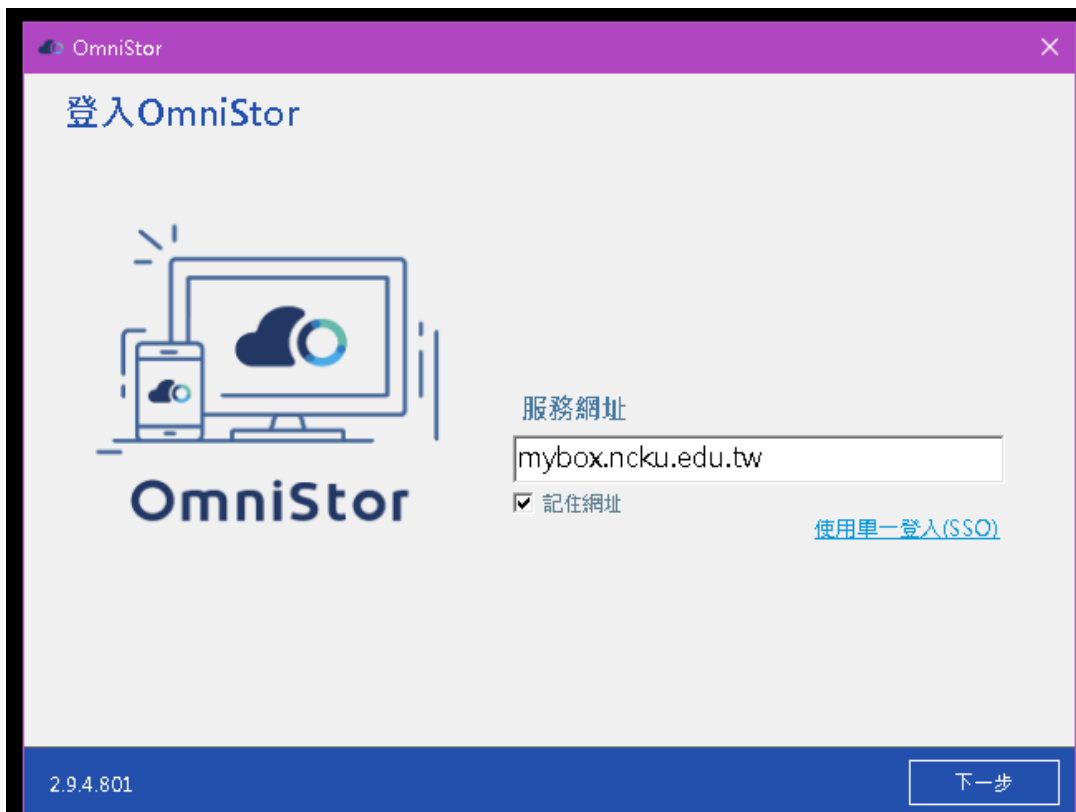 OmniStor
登入OmniStor
OmniStor
服務網址
mybox.ncku.edu.tw
記住網址
使用單一登入(SSO)
2.9.4.801
下一步